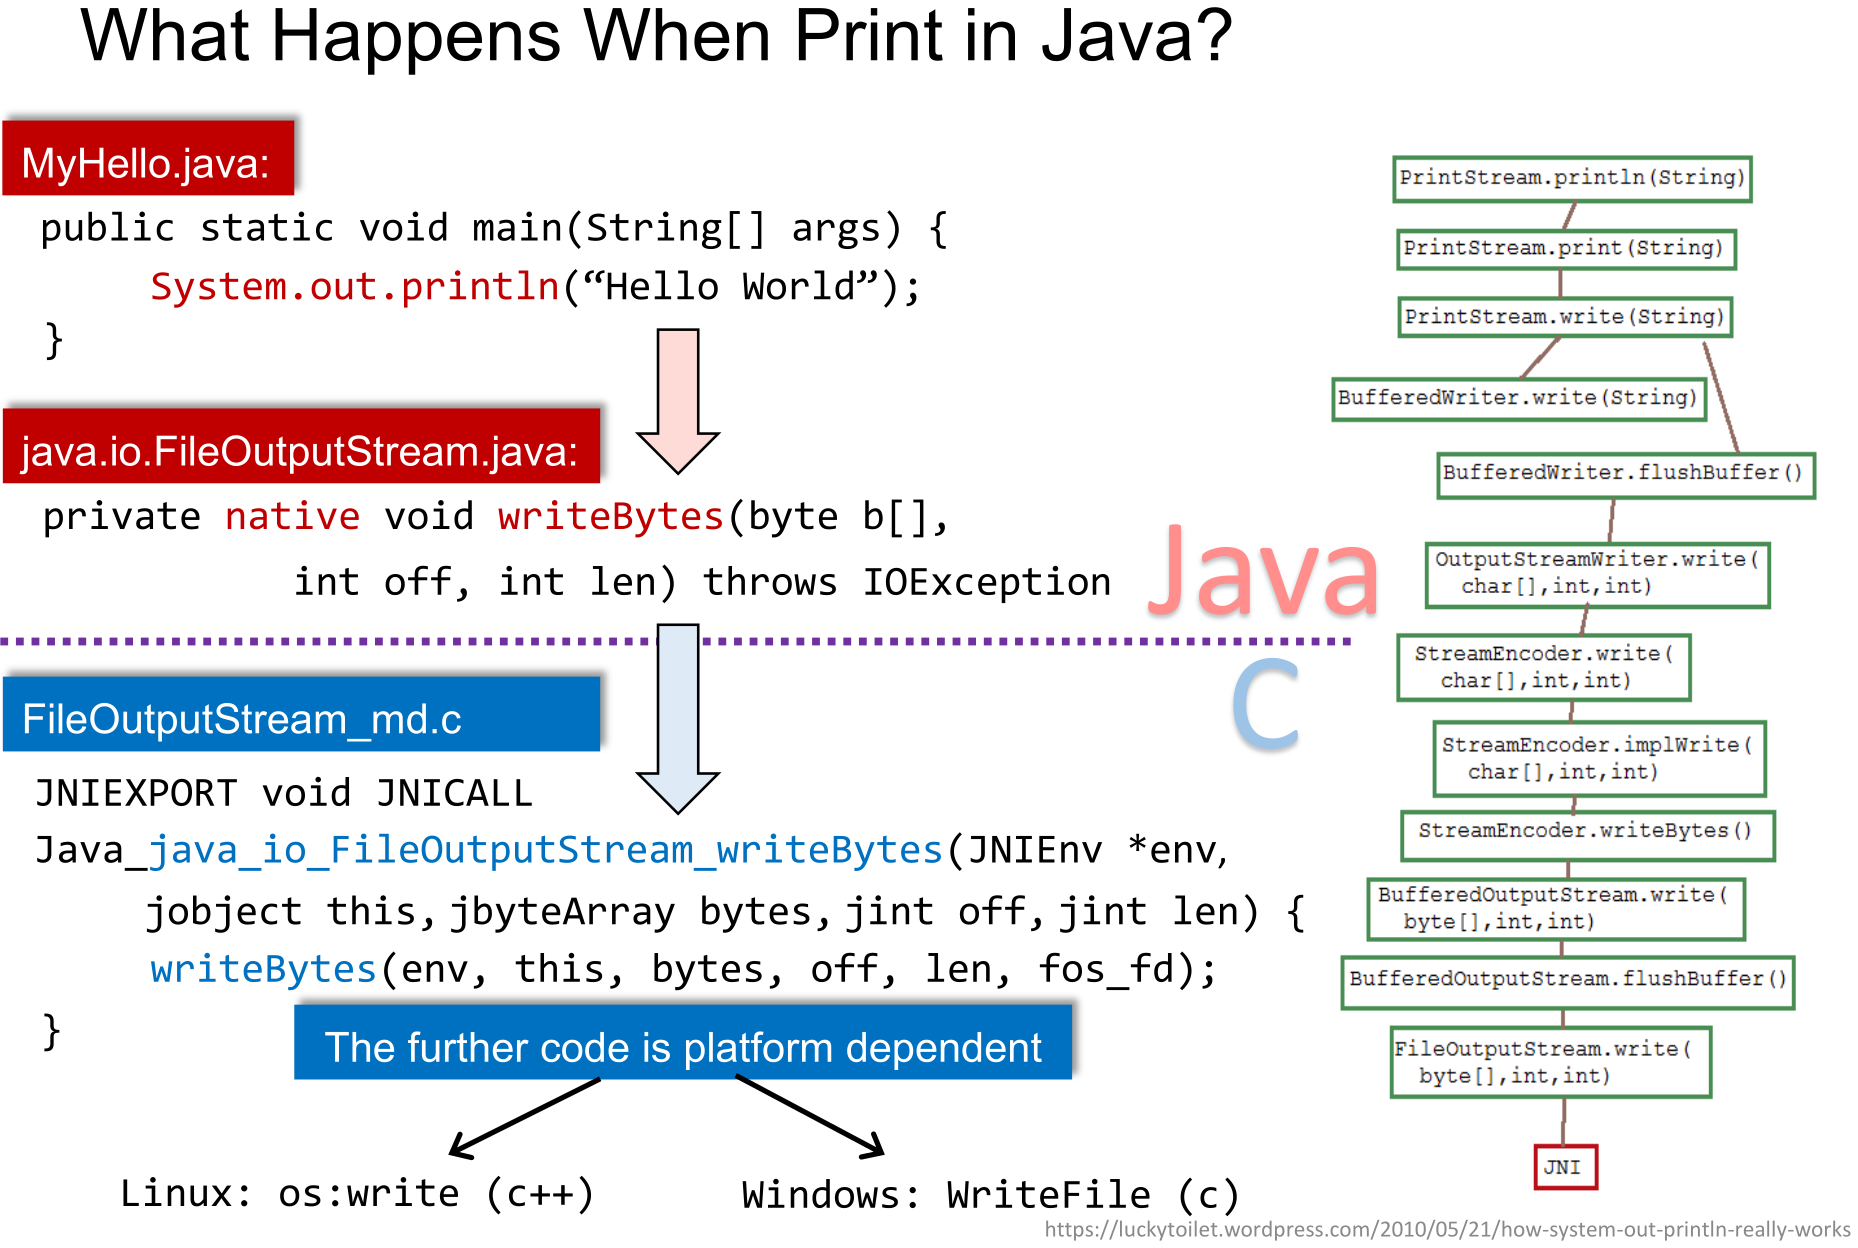 What Happens When Print in Java?
MyHello.java:
public static void main(String[] args) {
System.out.println(“Hello World”);
}
java.io.FileOutputStream.java:
private native void writeBytes(byte b[],
int off, int len) throws IOException
Java
C
FileOutputStream_md.c
JNIEXPORT void JNICALL
Java_java_io_FileOutputStream_writeBytes(JNIEnv *env,
jobject this, jbyteArray bytes, jint off, jint len) {
writeBytes(env, this, bytes, off, len, fos_fd);
}
The further code is platform dependent
Linux: os:write (c++)
Windows: WriteFile (c)
PrintStream.println(String)
PrintStream.print(String)
PrintStream.write(String)
BufferedWriter.write(String)
BufferedWriter.flushBuffer()
OutputStreamWriter.write(
char[],int,int)
StreamEncoder.write(
char[],int,int)
StreamEncoder.implWrite(
char[],int,int)
StreamEncoder.writeBytes()
BufferedOutputStream.write(
byte[],int,int)
BufferedOutputStream.flushBuffer()
FileOutputStream.write(
byte[],int,int)
JNI
https://luckytoilet.wordpress.com/2010/05/21/how-system-out-println-really-works